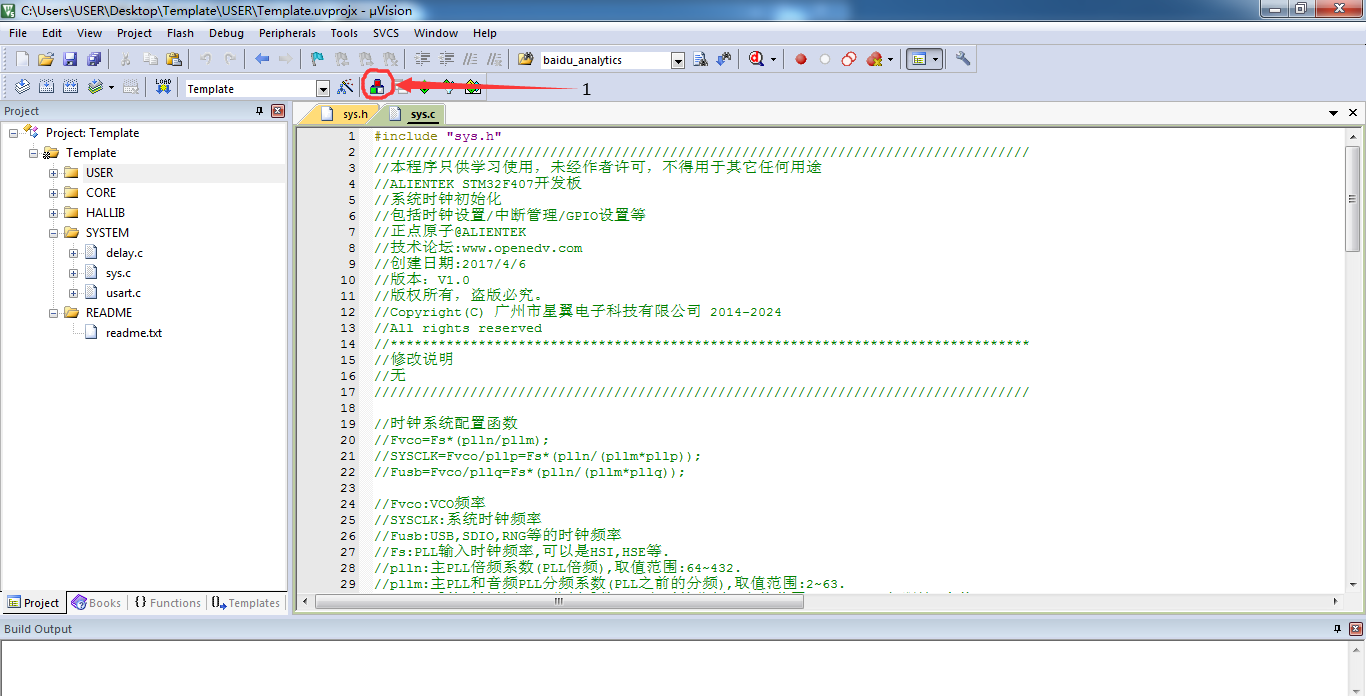 C:\Users\USER\Desktop\Template\USER\Template.uvprojx - µVision
File Edit View Project Flash Debug Peripherals Tools SVCS Window Help
baidu_analytics
LOAD Template
1
Project
sys.h sys.c
Project: Template
Template
USER
CORE
HALLIB
SYSTEM
delay.c
sys.c
usart.c
README
readme.txt
1 #include "sys.h"
2 //////////////////////////////////////////////////////////////////////////////////
3 //本程序只供学习使用，未经作者许可，不得用于其它任何用途
4 //ALIENTEK STM32F407开发板
5 //系统时钟初始化
6 //包括时钟设置/中断管理/GPIO设置等
7 //正点原子@ALIENTEK
8 //技术论坛:www.openedv.com
9 //创建日期:2017/4/6
10 //版本：V1.0
11 //版权所有，盗版必究。
12 //Copyright(C) 广州市星翼电子科技有限公司 2014-2024
13 //All rights reserved
14 //********************************************************************************
15 //修改说明
16 //无
17 //////////////////////////////////////////////////////////////////////////////////
18
19 //时钟系统配置函数
20 //Fvco=Fs*(plln/pllm);
21 //SYSCLK=Fvco/pllp=Fs*(plln/(pllm*pllp));
22 //Fusb=Fvco/pllq=Fs*(plln/(pllm*pllq));
23
24 //Fvco:VCO频率
25 //SYSCLK:系统时钟频率
26 //Fusb:USB,SDIO,RNG等的时钟频率
27 //Fs:PLL输入时钟频率,可以是HSI,HSE等.
28 //plln:主PLL倍频系数(PLL倍频),取值范围:64~432.
29 //pllm:主PLL和音频PLL分频系数(PLL之前的分频),取值范围:2~63.
Project Books {} Functions Templates
Build Output